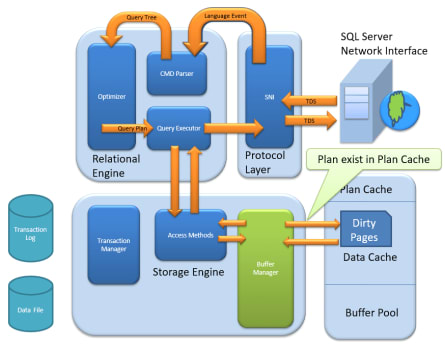 Query Tree
Language Event
SQL Server
Network Interface
CMD Parser
Optimizer
SNI
TDS
TDS
Query Plan
Query Executor
Relational
Engine
Protocol
Layer
Plan exist in Plan Cache
Plan Cache
Transaction
Log
Transaction
Manager
Access Methods
Dirty
Pages
Data Cache
Storage Engine
Buffer
Manager
Data File
Buffer Pool